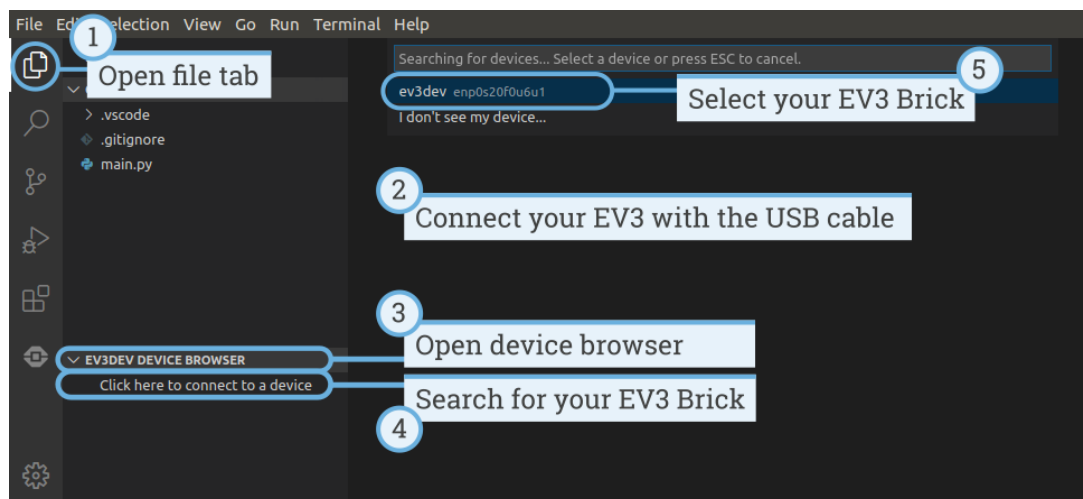 File Edit Selection View Go Run Terminal Help
1
Open file tab
Searching for devices... Select a device or press ESC to cancel.
5
ev3dev enp0s20f0u6u1
Select your EV3 Brick
I don't see my device...
.vscode
.gitignore
main.py
2
Connect your EV3 with the USB cable
3
Open device browser
EV3DEV DEVICE BROWSER
Click here to connect to a device
Search for your EV3 Brick
4